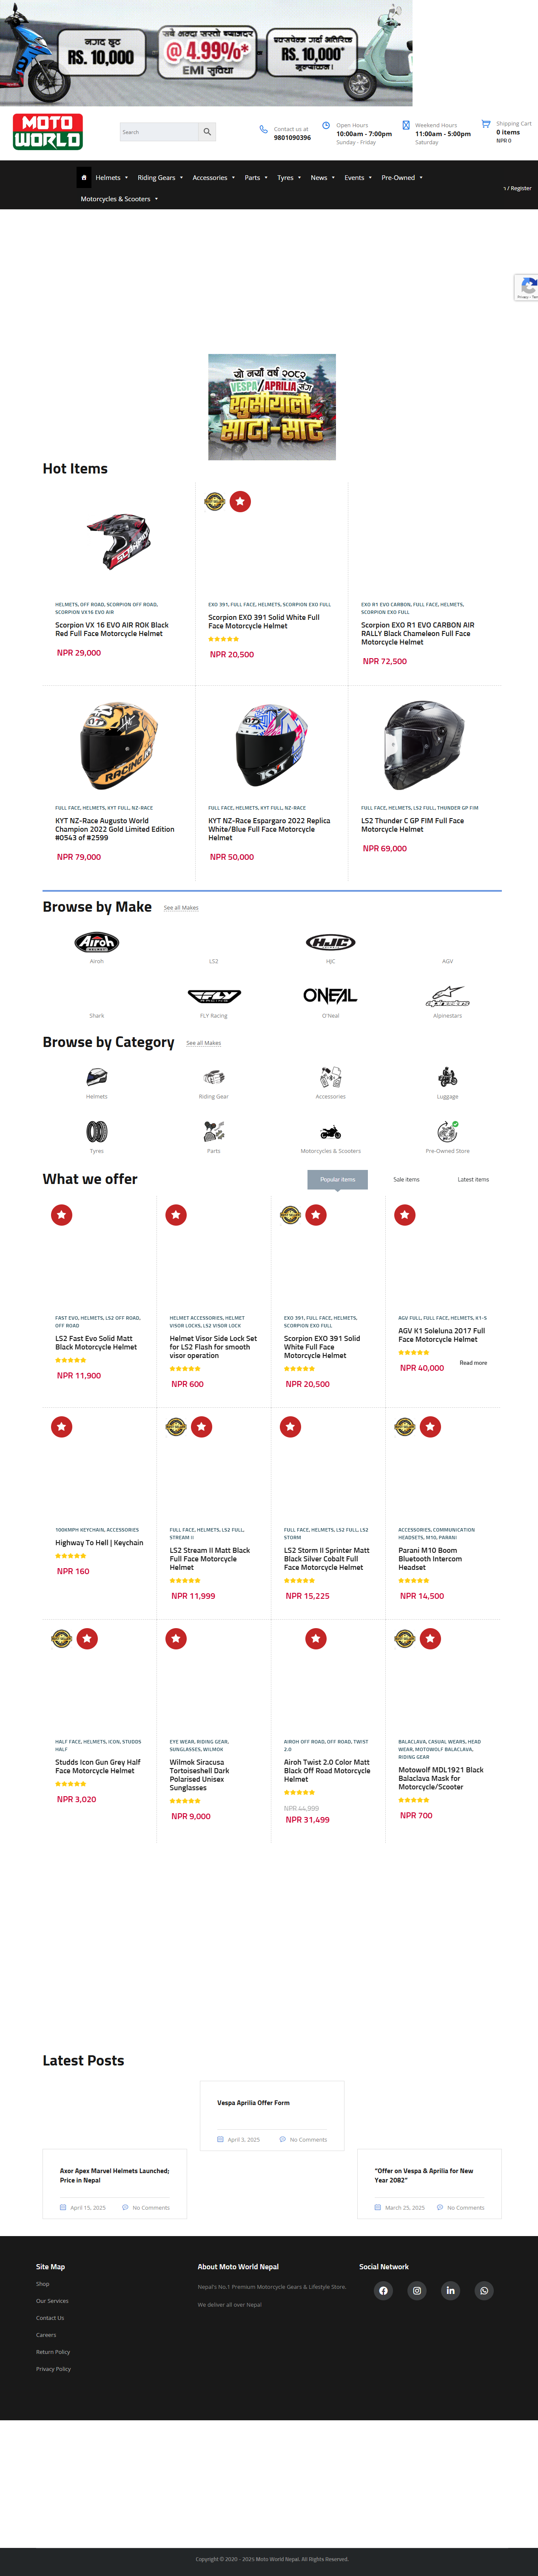 नगद छुट
RS. 10,000
सबै भन्दा सस्तो ब्याजदर
@ 4.99%*
EMI सुविधा
RS. 10,000*
MOTO
WORLD
Search
Contact us at
9801090396
Open Hours
10:00am - 7:00pm
Sunday - Friday
Weekend Hours
11:00am - 5:00pm
Saturday
Shopping Cart
0 items
NPR 0
Helmets
Riding Gears
Accessories
Parts
Tyres
News
Events
Pre-Owned
Motorcycles & Scooters
/ Register
यो नयाँ वर्ष २०८२
VESPA/APRILIA संग
खुसीयाली
साटा-साट
Hot Items
HELMETS, OFF ROAD, SCORPION OFF ROAD,
SCORPION VX16 EVO AIR
Scorpion VX 16 EVO AIR ROK Black
Red Full Face Motorcycle Helmet
NPR 29,000
EXO 391, FULL FACE, HELMETS, SCORPION EXO FULL
Scorpion EXO 391 Solid White Full
Face Motorcycle Helmet
NPR 20,500
EXO R1 EVO CARBON, FULL FACE, HELMETS,
SCORPION EXO FULL
Scorpion EXO R1 EVO CARBON AIR
RALLY Black Chameleon Full Face
Motorcycle Helmet
NPR 72,500
FULL FACE, HELMETS, KYT FULL, NZ-RACE
KYT NZ-Race Augusto World
Champion 2022 Gold Limited Edition
#0543 of #2599
NPR 79,000
FULL FACE, HELMETS, KYT FULL, NZ-RACE
KYT NZ-Race Espargaro 2022 Replica
White/Blue Full Face Motorcycle
Helmet
NPR 50,000
FULL FACE, HELMETS, LS2 FULL, THUNDER GP FIM
LS2 Thunder C GP FIM Full Face
Motorcycle Helmet
NPR 69,000
Browse by Make
See all Makes
Airoh
LS2
HJC
AGV
Shark
FLY Racing
O'Neal
Alpinestars
Browse by Category
See all Makes
Helmets
Riding Gear
Accessories
Luggage
Tyres
Parts
Motorcycles & Scooters
Pre-Owned Store
What we offer
Popular items
Sale items
Latest items
FAST EVO, HELMETS, LS2 OFF ROAD,
OFF ROAD
LS2 Fast Evo Solid Matt
Black Motorcycle Helmet
NPR 11,900
HELMET ACCESSORIES, HELMET
VISOR LOCKS, LS2 VISOR LOCK
Helmet Visor Side Lock Set
for LS2 Flash for smooth
visor operation
NPR 600
EXO 391, FULL FACE, HELMETS,
SCORPION EXO FULL
Scorpion EXO 391 Solid
White Full Face
Motorcycle Helmet
NPR 20,500
AGV FULL, FULL FACE, HELMETS, K1-S
AGV K1 Soleluna 2017 Full
Face Motorcycle Helmet
NPR 40,000
Read more
100KMPH KEYCHAIN, ACCESSORIES
Highway To Hell | Keychain
NPR 160
FULL FACE, HELMETS, LS2 FULL,
STREAM II
LS2 Stream II Matt Black
Full Face Motorcycle
Helmet
NPR 11,999
FULL FACE, HELMETS, LS2 FULL, LS2
STORM
LS2 Storm II Sprinter Matt
Black Silver Cobalt Full
Face Motorcycle Helmet
NPR 15,225
ACCESSORIES, COMMUNICATION
HEADSETS, M10, PARANI
Parani M10 Boom
Bluetooth Intercom
Headset
NPR 14,500
HALF FACE, HELMETS, ICON, STUDDS
HALF
Studds Icon Gun Grey Half
Face Motorcycle Helmet
NPR 3,020
EYE WEAR, RIDING GEAR,
SUNGLASSES, WILMOK
Wilmok Siracusa
Tortoiseshell Dark
Polarised Unisex
Sunglasses
NPR 9,000
AIROH OFF ROAD, OFF ROAD, TWIST
2.0
Airoh Twist 2.0 Color Matt
Black Off Road Motorcycle
Helmet
NPR 44,999
NPR 31,499
BALACLAVA, CASUAL WEARS, HEAD
WEAR, MOTOWOLF BALACLAVA,
RIDING GEAR
Motowolf MDL1921 Black
Balaclava Mask for
Motorcycle/Scooter
NPR 700
Latest Posts
Vespa Aprilia Offer Form
April 3, 2025
No Comments
Axor Apex Marvel Helmets Launched;
Price in Nepal
April 15, 2025
No Comments
"Offer on Vespa & Aprilia for New
Year 2082"
March 25, 2025
No Comments
Site Map
Shop
Our Services
Contact Us
Careers
Return Policy
Privacy Policy
About Moto World Nepal
Nepal's No.1 Premium Motorcycle Gears & Lifestyle Store.
We deliver all over Nepal
Social Network
Copyright © 2020 - 2025 Moto World Nepal. All Rights Reserved.